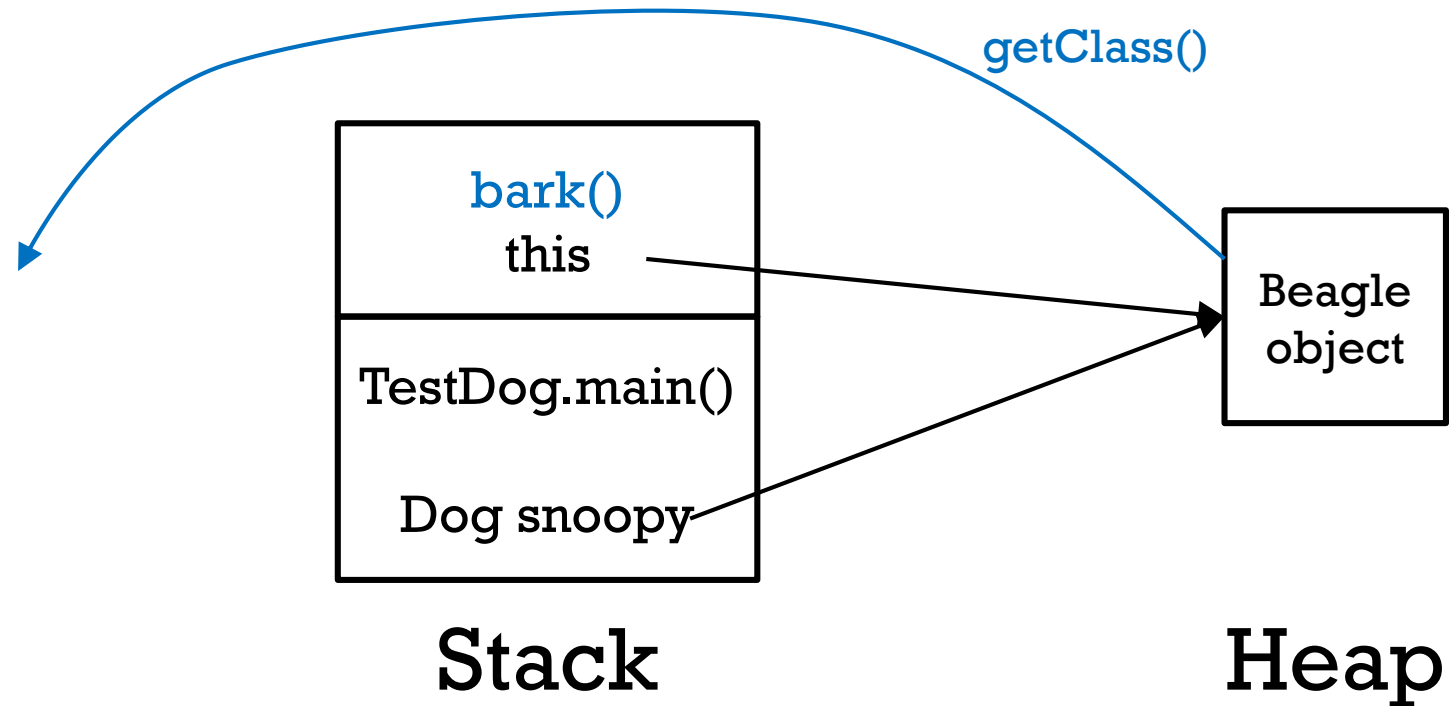 getClass()
bark()
this
TestDog.main()
Dog snoopy
Beagle
object
Stack
Heap